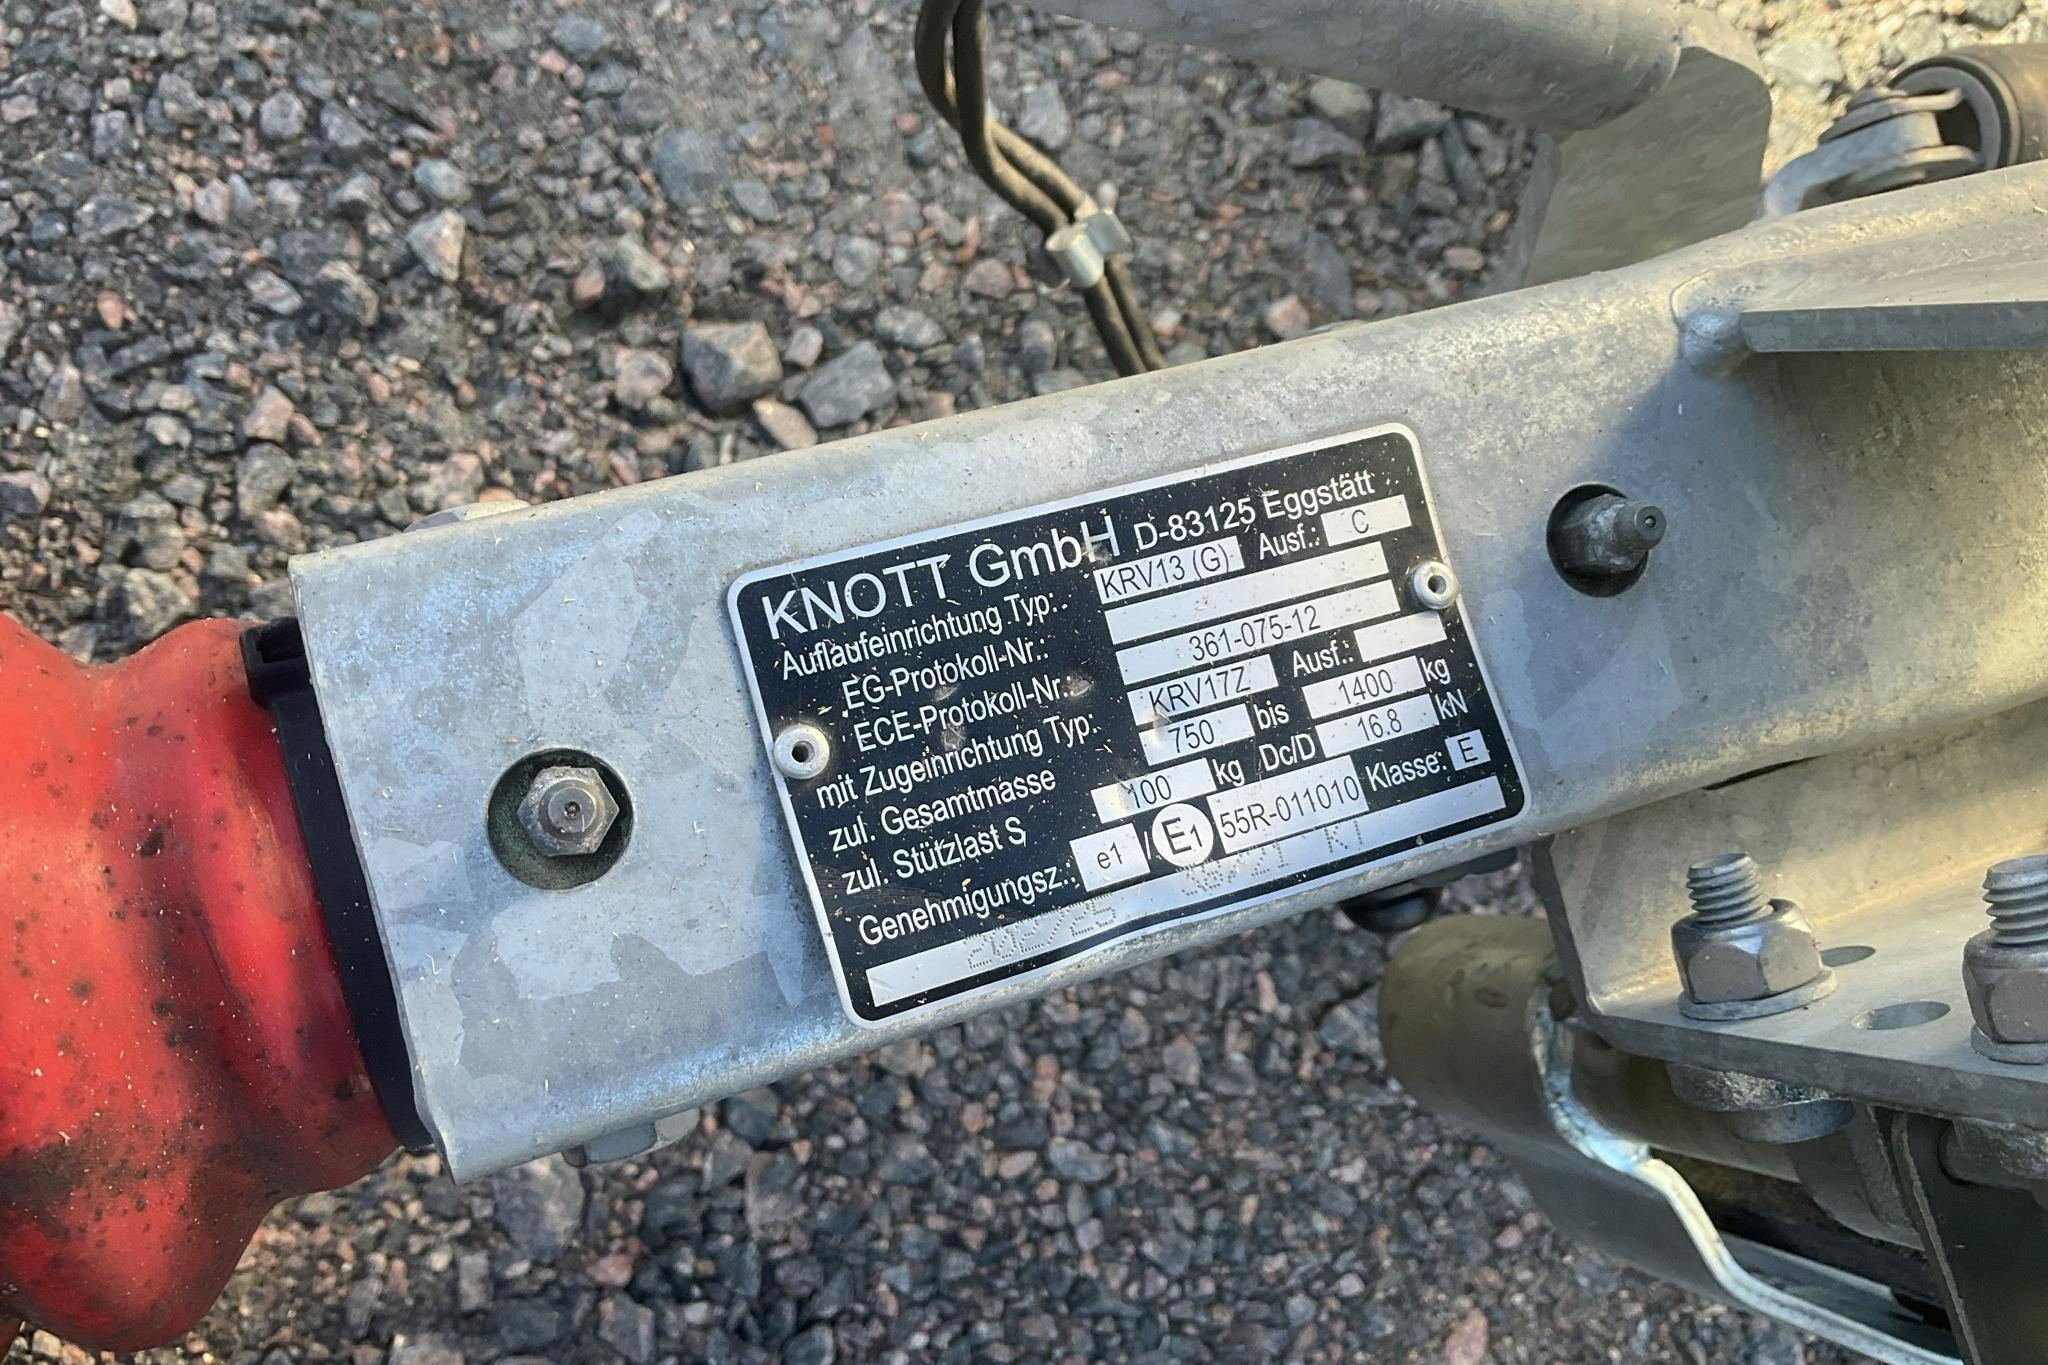 KNOTT GmbH D-83125 Eggstätt
Auflaufeinrichtung Typ: KRV13 (G) Ausf.: C
EG-Protokoll-Nr.:
ECE-Protokoll-Nr.: 361-075-12
mit Zugeinrichtung Typ: KRV17Z Ausf.:
zul. Gesamtmasse 750 bis 1400 kg
zul. Stützlast S 100 kg Dc/D 16.8 kN
Genehmigungsz.: e1 / E1 55R-011010 Klasse: E
KT